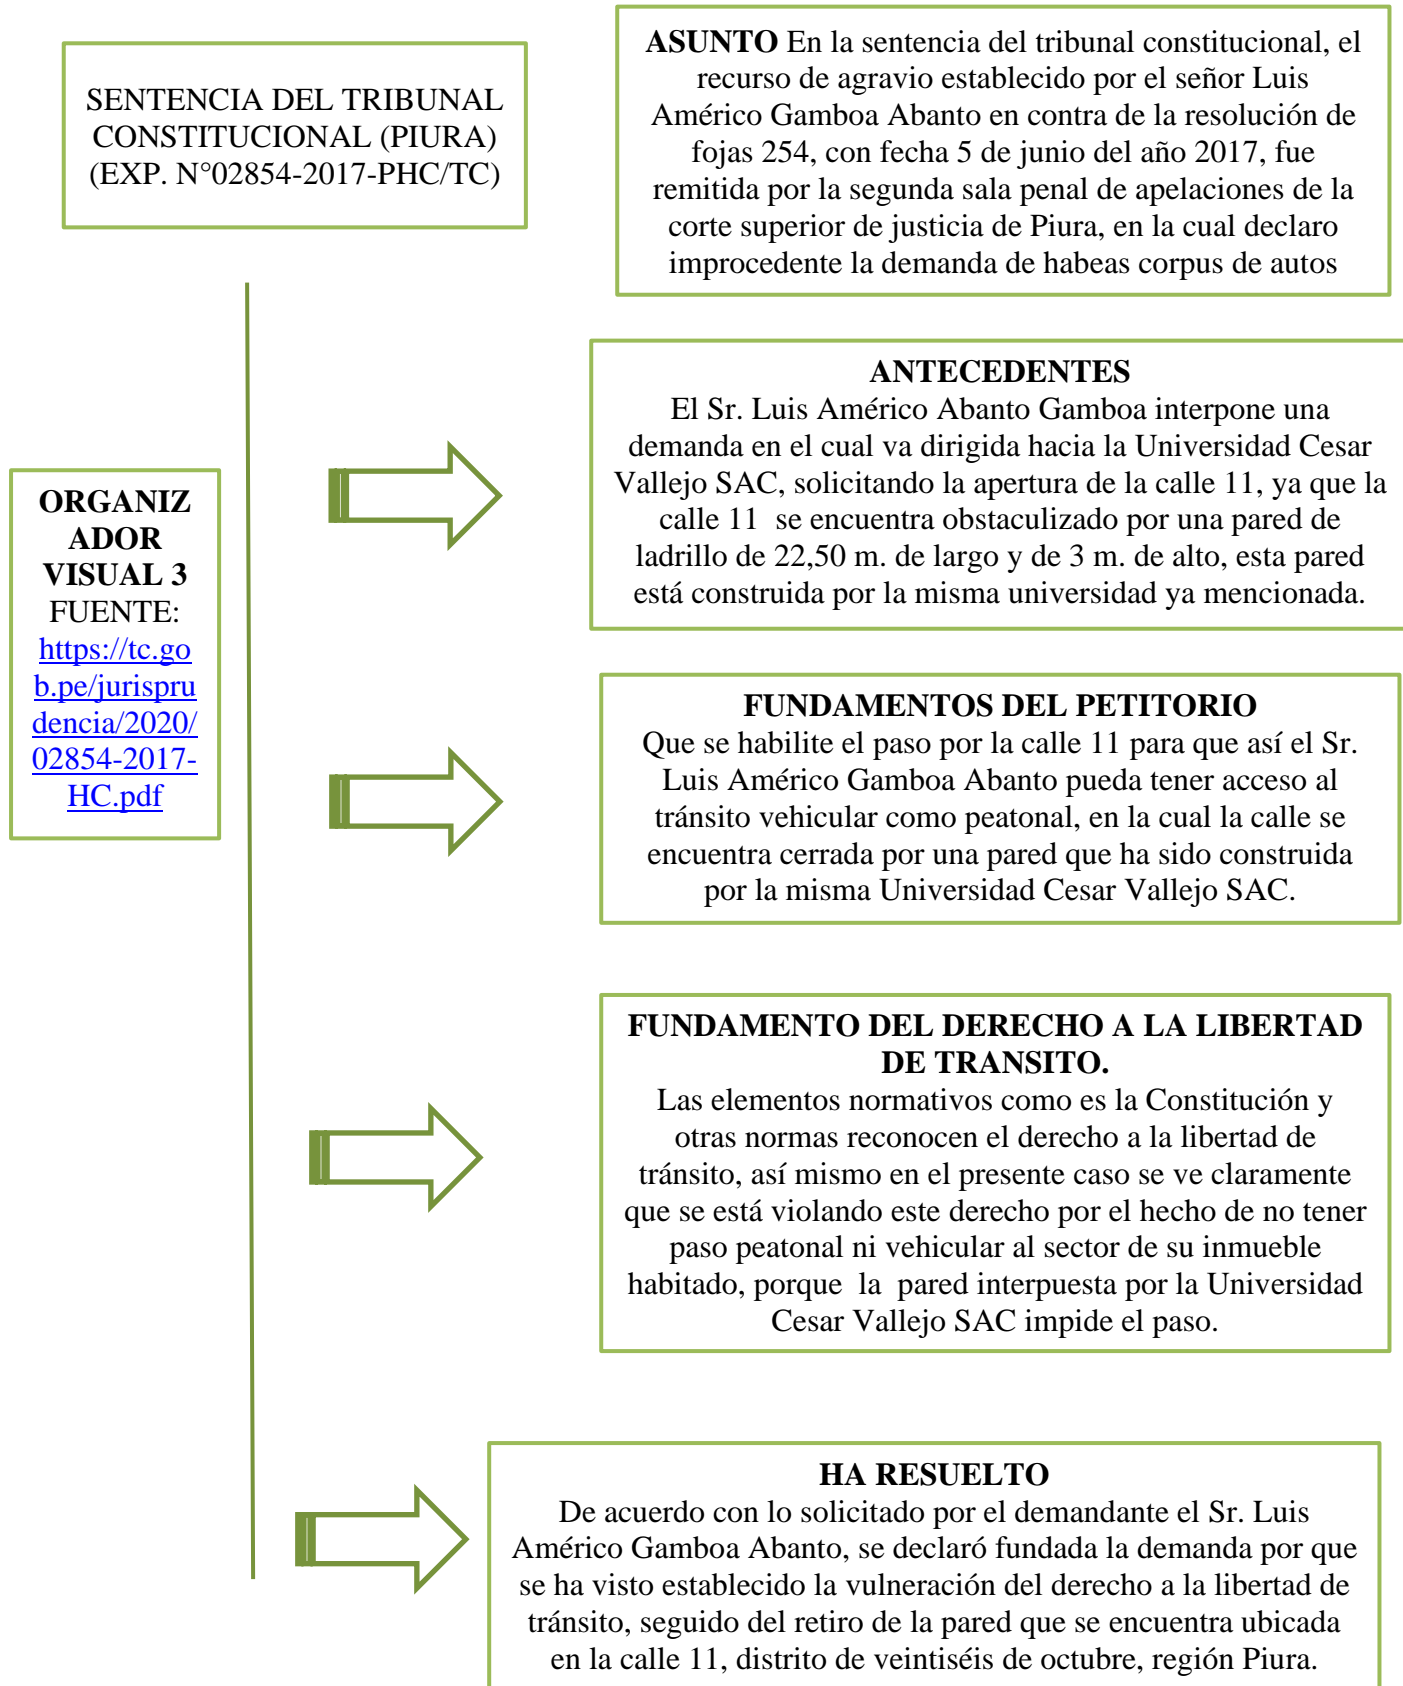 SENTENCIA DEL TRIBUNAL
CONSTITUCIONAL (PIURA)
(EXP. N°02854-2017-PHC/TC)
ASUNTO En la sentencia del tribunal constitucional, el
recurso de agravio establecido por el señor Luis
Américo Gamboa Abanto en contra de la resolución de
fojas 254, con fecha 5 de junio del año 2017, fue
remitida por la segunda sala penal de apelaciones de la
corte superior de justicia de Piura, en la cual declaro
improcedente la demanda de habeas corpus de autos
ANTECEDENTES
El Sr. Luis Américo Abanto Gamboa interpone una
demanda en el cual va dirigida hacia la Universidad Cesar
Vallejo SAC, solicitando la apertura de la calle 11, ya que la
calle 11 se encuentra obstaculizado por una pared de
ladrillo de 22,50 m. de largo y de 3 m. de alto, esta pared
está construida por la misma universidad ya mencionada.
ORGANIZ
ADOR
VISUAL 3
FUENTE:
https://tc.go
b.pe/jurispru
dencia/2020/
02854-2017-
HC.pdf
FUNDAMENTOS DEL PETITORIO
Que se habilite el paso por la calle 11 para que así el Sr.
Luis Américo Gamboa Abanto pueda tener acceso al
tránsito vehicular como peatonal, en la cual la calle se
encuentra cerrada por una pared que ha sido construida
por la misma Universidad Cesar Vallejo SAC.
FUNDAMENTO DEL DERECHO A LA LIBERTAD
DE TRANSITO.
Las elementos normativos como es la Constitución y
otras normas reconocen el derecho a la libertad de
tránsito, así mismo en el presente caso se ve claramente
que se está violando este derecho por el hecho de no tener
paso peatonal ni vehicular al sector de su inmueble
habitado, porque la pared interpuesta por la Universidad
Cesar Vallejo SAC impide el paso.
HA RESUELTO
De acuerdo con lo solicitado por el demandante el Sr. Luis
Américo Gamboa Abanto, se declaró fundada la demanda por que
se ha visto establecido la vulneración del derecho a la libertad de
tránsito, seguido del retiro de la pared que se encuentra ubicada
en la calle 11, distrito de veintiséis de octubre, región Piura.